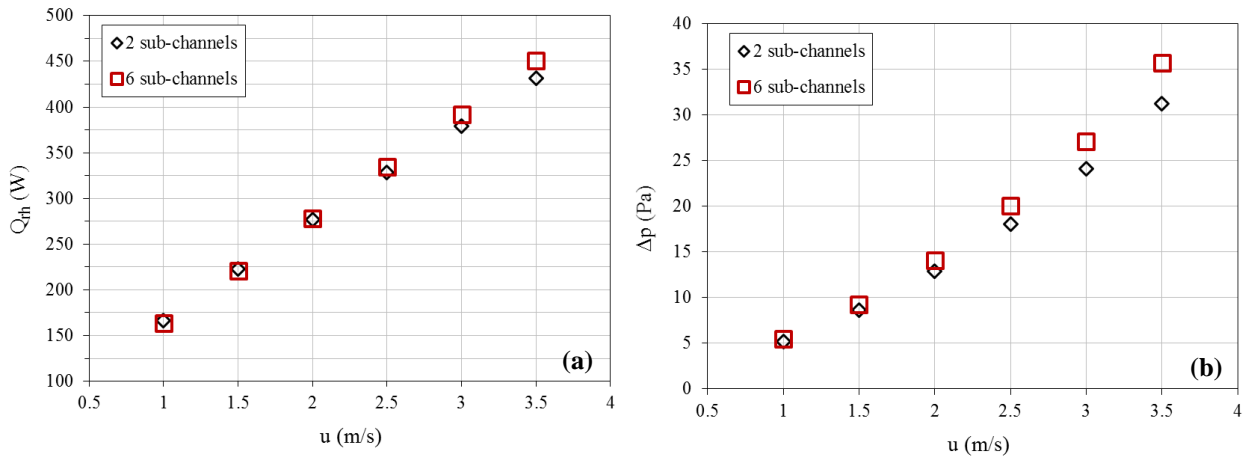 500
450
400
350
300
250
200
150
100
Q_rh (W)
2 sub-channels
6 sub-channels
(a)
0.5 1 1.5 2 2.5 3 3.5 4
u (m/s)
40
35
30
25
20
15
10
5
0
Δp (Pa)
2 sub-channels
6 sub-channels
(b)
0.5 1 1.5 2 2.5 3 3.5 4
u (m/s)